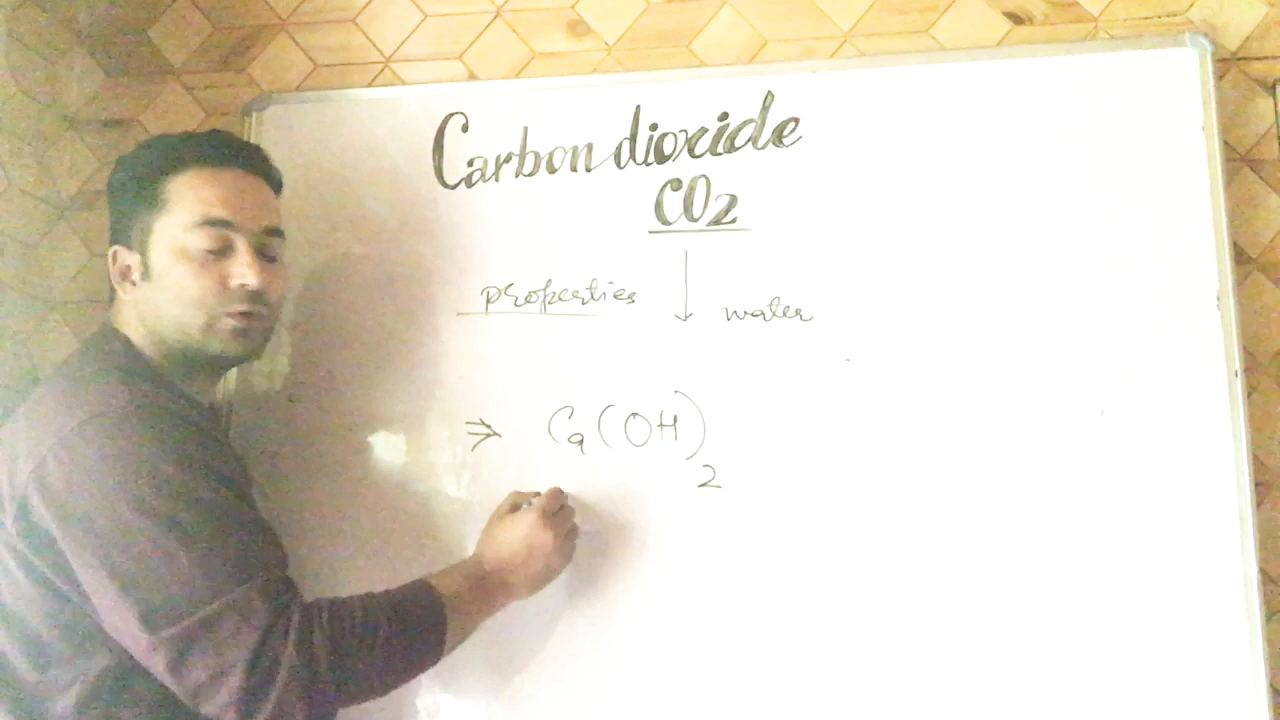 Carbon dioxide
CO2
properties water
⇒ Ca(OH)2